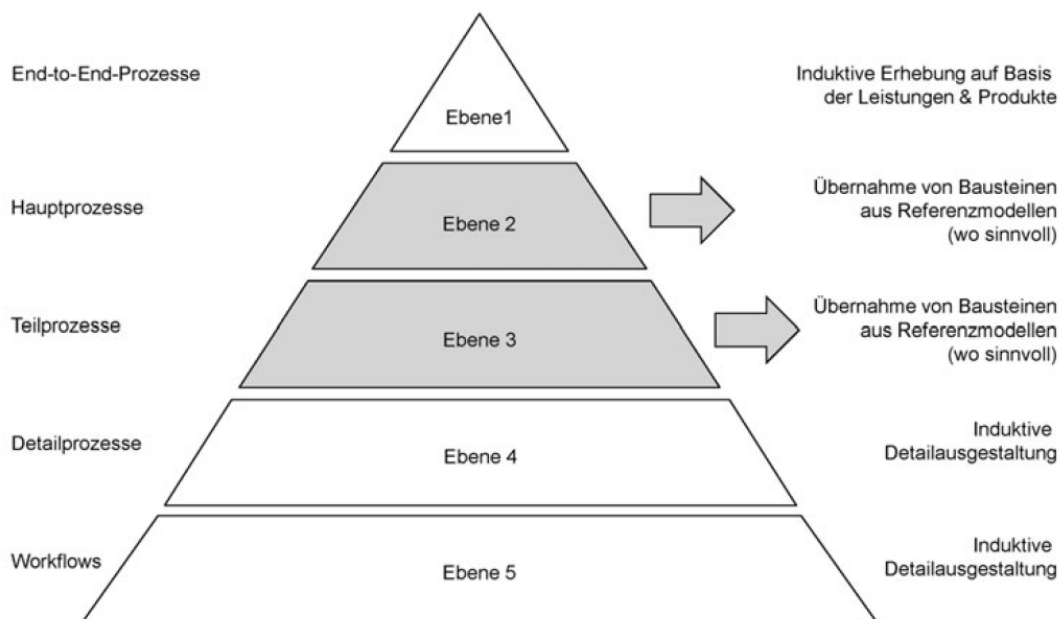 End-to-End-Prozesse
Ebene1
Induktive Erhebung auf Basis
der Leistungen & Produkte
Hauptprozesse
Ebene 2
Übernahme von Bausteinen
aus Referenzmodellen
(wo sinnvoll)
Teilprozesse
Ebene 3
Übernahme von Bausteinen
aus Referenzmodellen
(wo sinnvoll)
Detailprozesse
Ebene 4
Induktive
Detailausgestaltung
Workflows
Ebene 5
Induktive
Detailausgestaltung